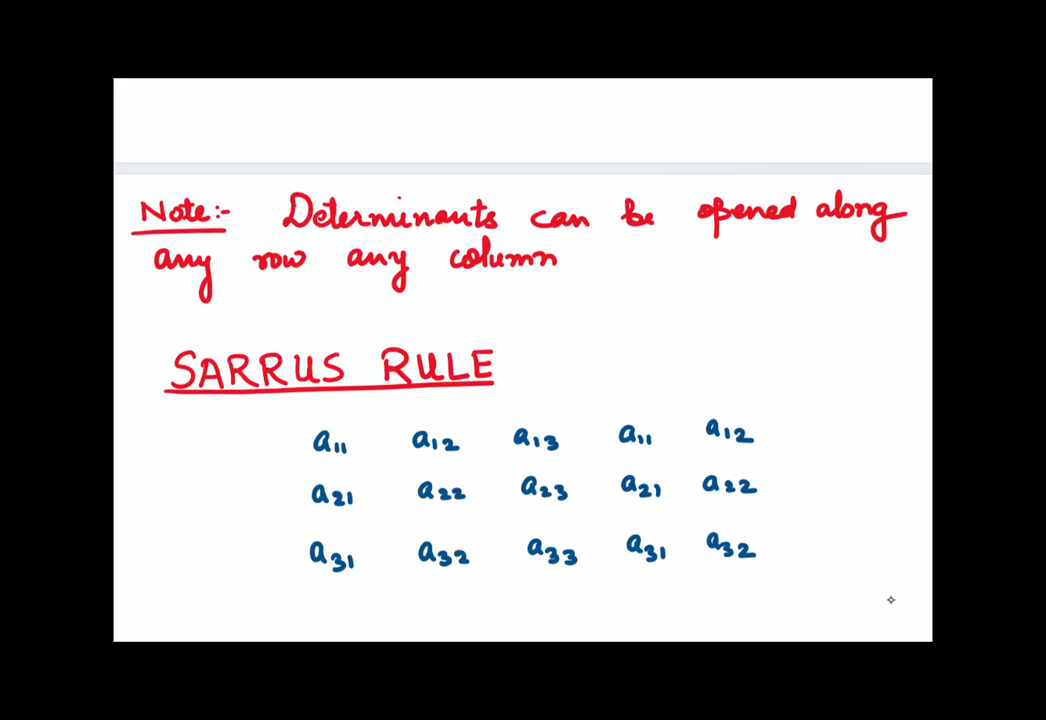 Note:- Determinants can be opened along
any row any column
SARRUS RULE
a11 a12 a13 a11 a12
a21 a22 a23 a21 a22
a31 a32 a33 a31 a32